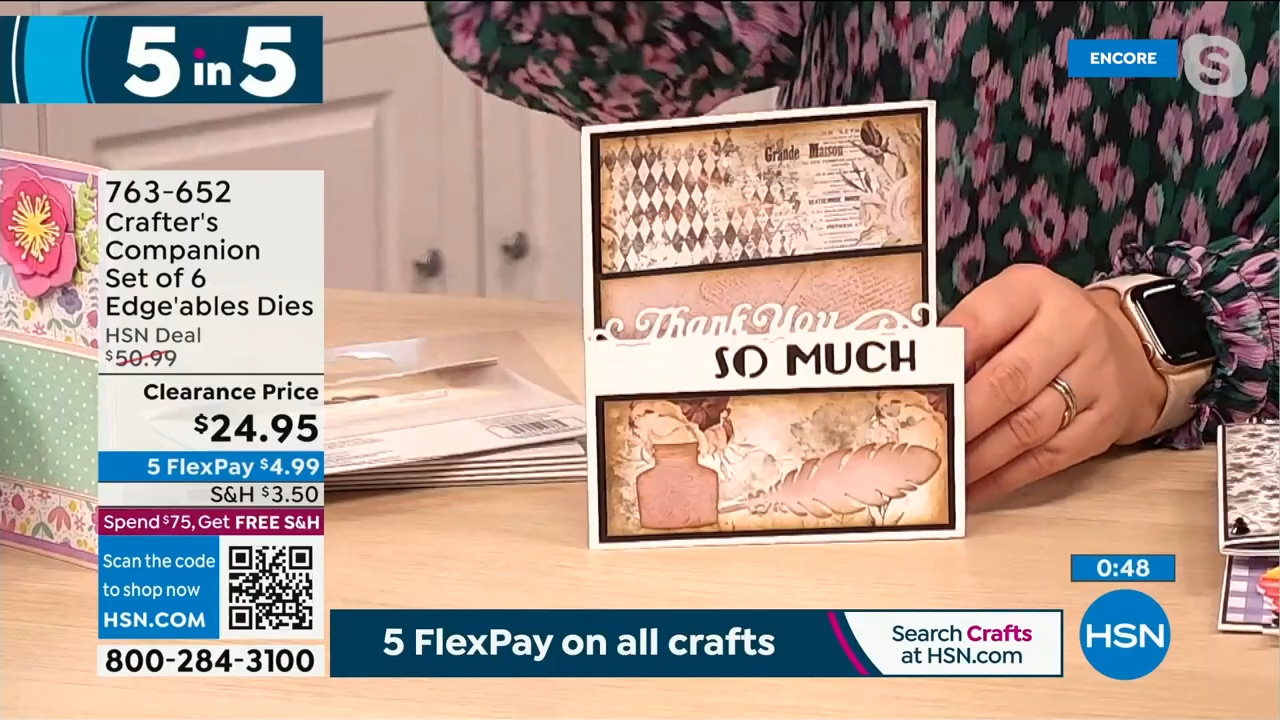 5 in 5
ENCORE
S
763-652
Crafter's
Companion
Set of 6
Edge'ables Dies
HSN Deal
$50.99
Clearance Price
$24.95
5 FlexPay $4.99
S&H $3.50
Spend $75, Get FREE S&H
Scan the code
to shop now
HSN.COM
800-284-3100
Grande Maison
Thank You
SO MUCH
0:48
5 FlexPay on all crafts
Search Crafts
at HSN.com
HSN